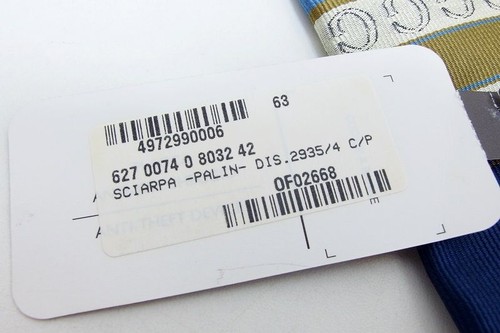 63
4972990006
627 0074 0 8032 42
SCIARPA -PALIN- DIS.2935/4 C/P
OF02668